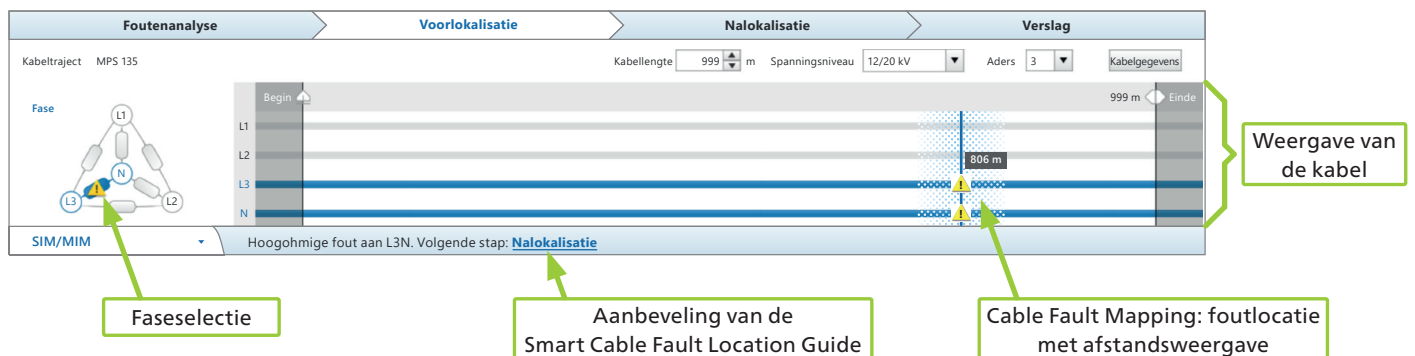 Foutenanalyse
Voorlokalisatie
Nalokalisatie
Verslag
Kabeltraject MPS 135
Kabellengte 999 m Spanningsniveau 12/20 kV Aders 3 Kabelgegevens
Fase
L1
N
L3
L2
Begin
999 m
Einde
L1
L2
806 m
L3
N
SIM/MIM
Hoogohmige fout aan L3N. Volgende stap: Nalokalisatie
Weergave van
de kabel
Faseselectie
Aanbeveling van de
Smart Cable Fault Location Guide
Cable Fault Mapping: foutlocatie
met afstandsweergave